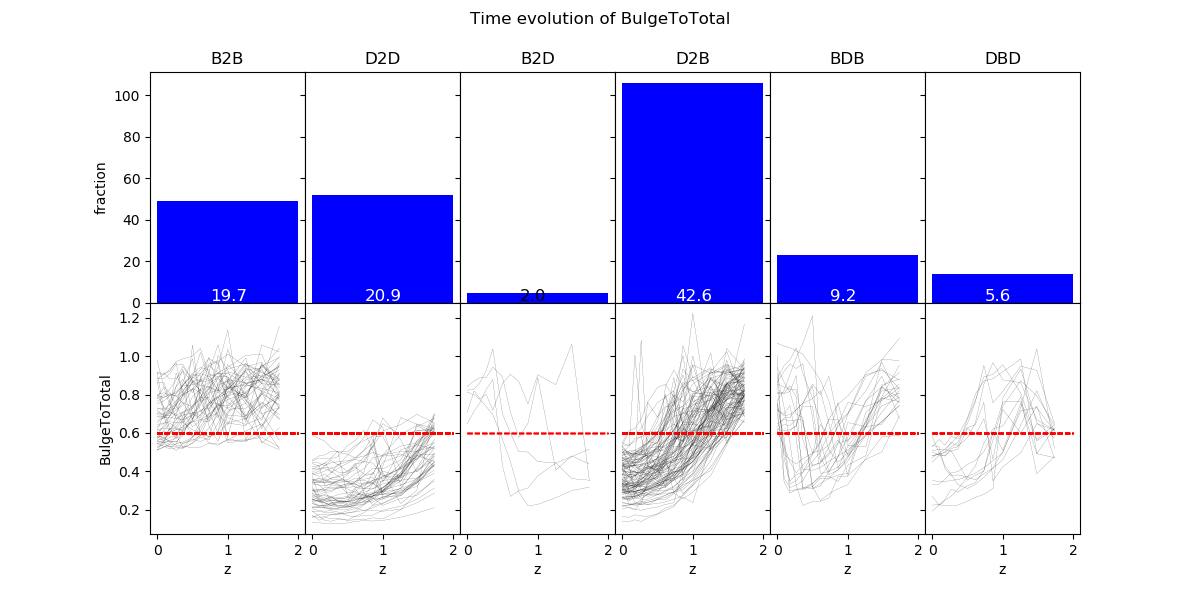 Time evolution of BulgeToTotal
B2B D2D B2D D2B BDB DBD
fraction
100
80
60
40
20
0
19.7 20.9 2.0 42.6 9.2 5.6
BulgeToTotal
1.2
1.0
0.8
0.6
0.4
0.2
0 1 2 0 1 2 0 1 2 0 1 2 0 1 2 0 1 2
z z z z z z